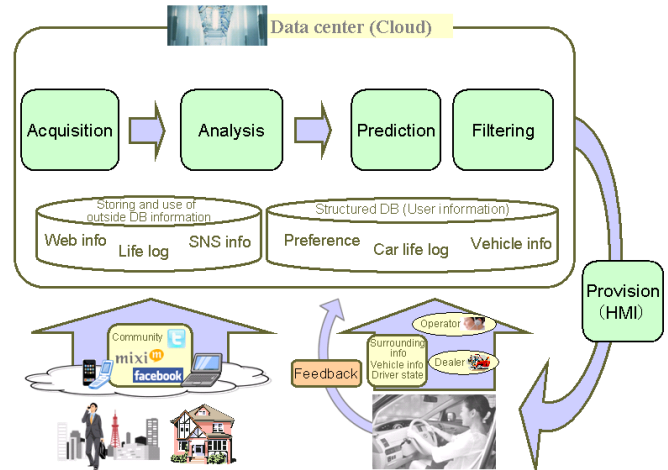 Data center (Cloud)
Acquisition
Analysis
Prediction
Filtering
Storing and use of
outside DB information
Web info
Life log
SNS info
Structured DB (User information)
Preference
Car life log
Vehicle info
Provision
(HMI)
Community
mixi m
facebook
Feedback
Surrounding
info
Vehicle info
Driver state
Operator
Dealer